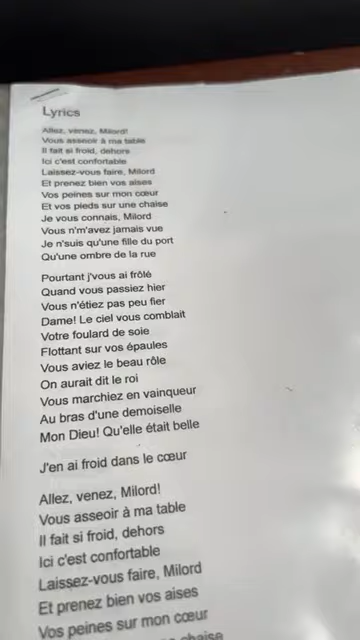 Lyrics
Allez, venez, Milord!
Vous asseoir à ma table
Il fait si froid, dehors
Ici c'est confortable
Laissez-vous faire, Milord
Et prenez bien vos aises
Vos peines sur mon cœur
Et vos pieds sur une chaise
Je vous connais, Milord
Vous n'm'avez jamais vue
Je n'suis qu'une fille du port
Qu'une ombre de la rue
Pourtant j'vous ai frôlé
Quand vous passiez hier
Vous n'étiez pas peu fier
Dame! Le ciel vous comblait
Votre foulard de soie
Flottant sur vos épaules
Vous aviez le beau rôle
On aurait dit le roi
Vous marchiez en vainqueur
Au bras d'une demoiselle
Mon Dieu! Qu'elle était belle
J'en ai froid dans le cœur
Allez, venez, Milord!
Vous asseoir à ma table
Il fait si froid, dehors
Ici c'est confortable
Laissez-vous faire, Milord
Et prenez bien vos aises
Vos peines sur mon cœur
chaise